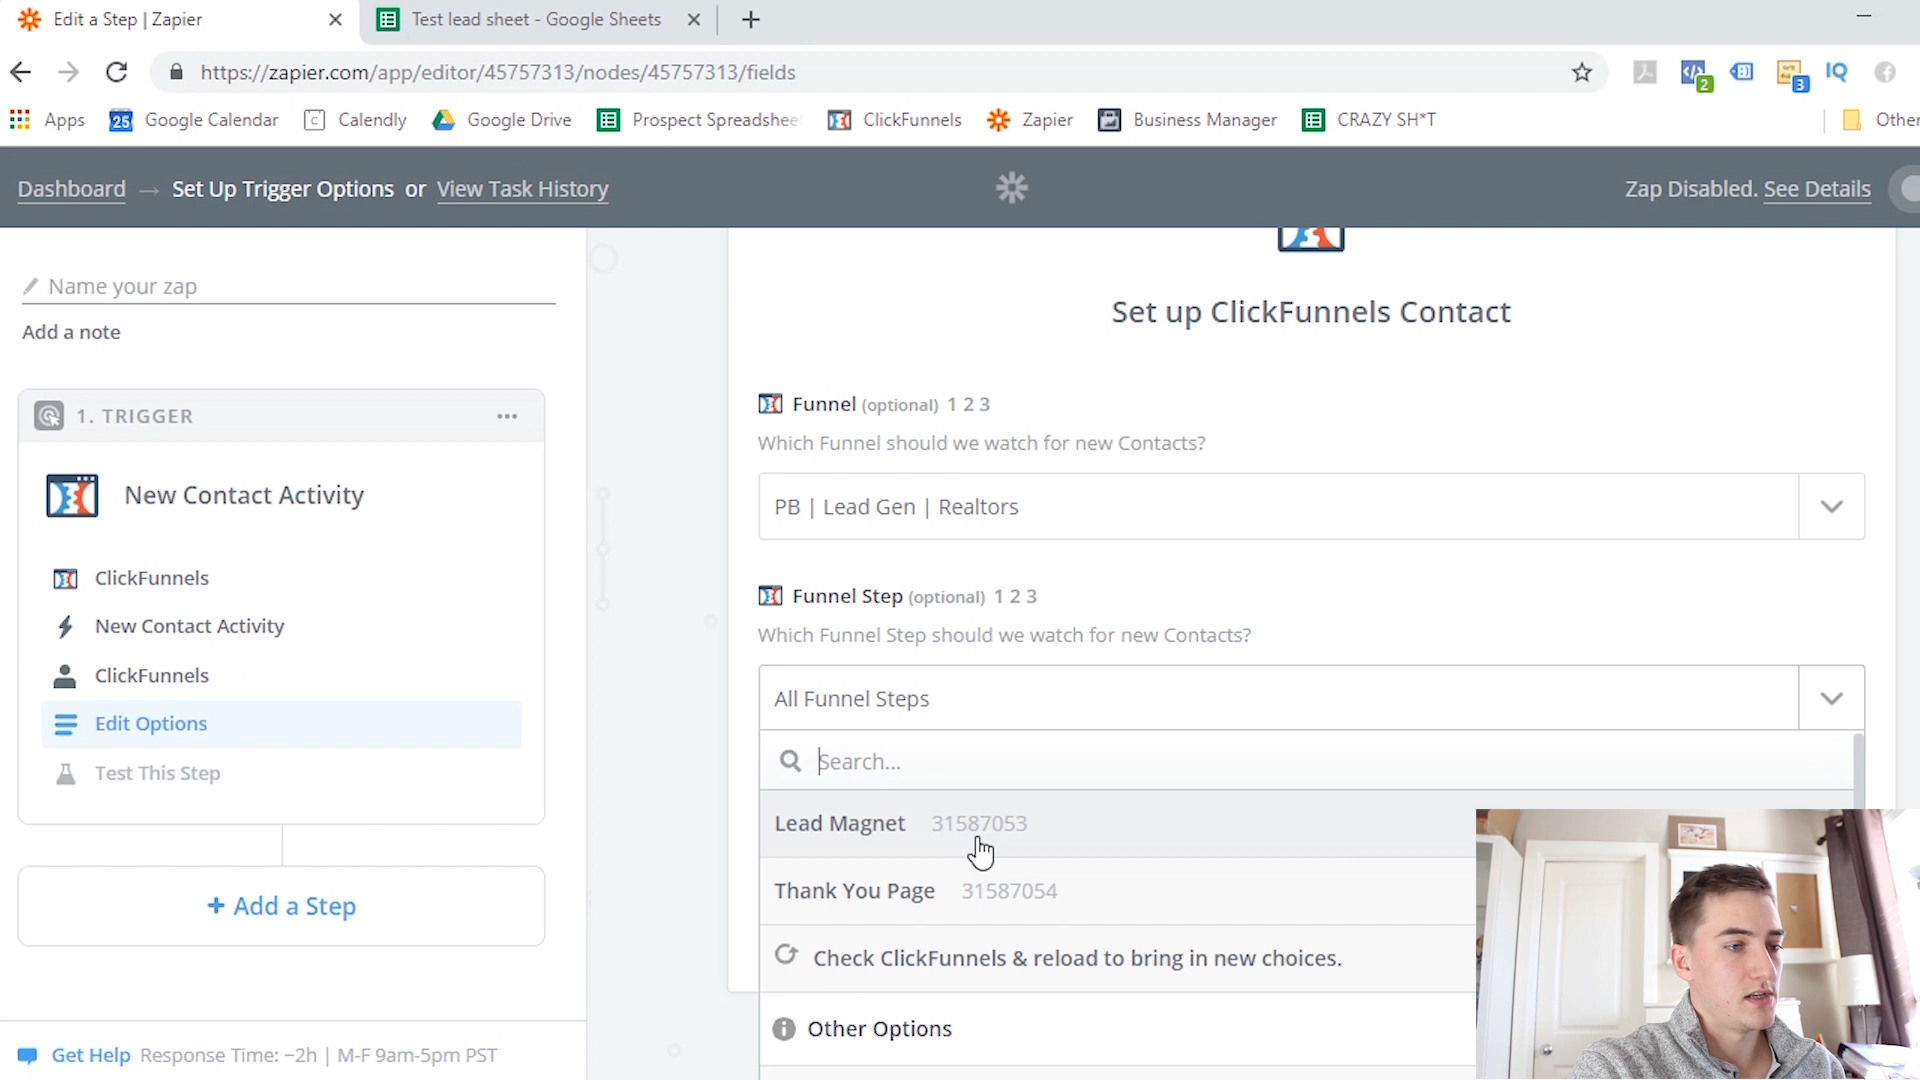 Edit a Step | Zapier
Test lead sheet - Google Sheets
https://zapier.com/app/editor/45757313/nodes/45757313/fields
2
3
IQ
Apps
25
Google Calendar
Calendly
Google Drive
Prospect Spreadshee
ClickFunnels
Zapier
Business Manager
CRAZY SH*T
Other
Dashboard → Set Up Trigger Options or View Task History
Zap Disabled. See Details
Name your zap
Add a note
1. TRIGGER
New Contact Activity
ClickFunnels
New Contact Activity
ClickFunnels
Edit Options
Test This Step
+ Add a Step
Get Help Response Time: ~2h | M-F 9am-5pm PST
Set up ClickFunnels Contact
Funnel (optional) 1 2 3
Which Funnel should we watch for new Contacts?
PB | Lead Gen | Realtors
Funnel Step (optional) 1 2 3
Which Funnel Step should we watch for new Contacts?
All Funnel Steps
Search...
Lead Magnet 31587053
Thank You Page 31587054
Check ClickFunnels & reload to bring in new choices.
Other Options